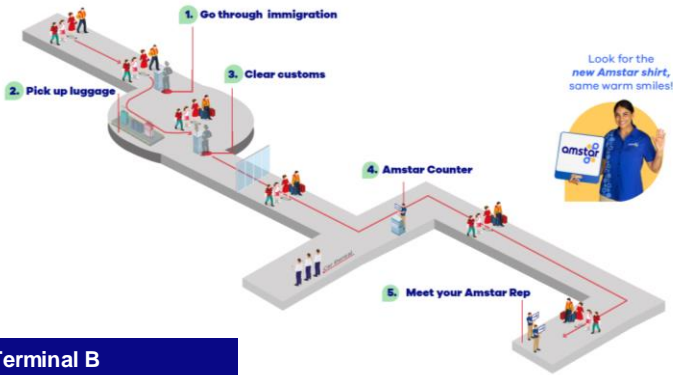 1. Go through immigration
2. Pick up luggage
3. Clear customs
Look for the
new Amstar shirt,
same warm smiles!
amstar
4. Amstar Counter
5. Meet your Amstar Rep
Terminal B